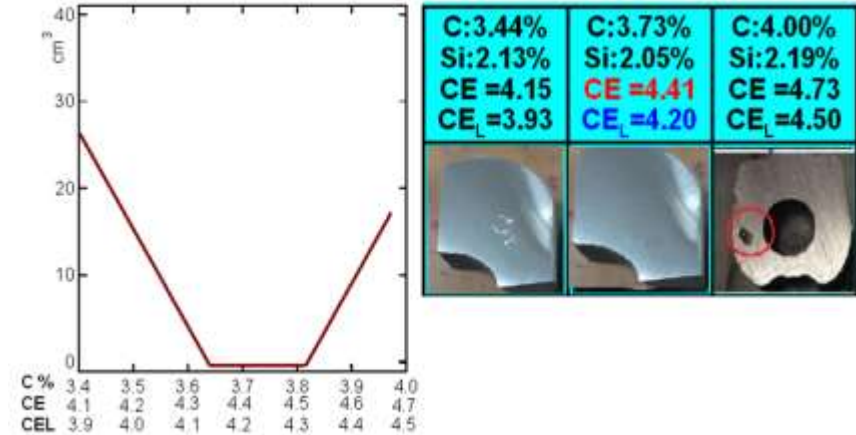 40
cm³
30
20
10
0
C % 3.4 3.5 3.6 3.7 3.8 3.9 4.0
CE 4.1 4.2 4.3 4.4 4.5 4.6 4.7
CEL 3.9 4.0 4.1 4.2 4.3 4.4 4.5
C:3.44% C:3.73% C:4.00%
Si:2.13% Si:2.05% Si:2.19%
CE =4.15 CE =4.41 CE =4.73
CEL=3.93 CEL=4.20 CEL=4.50